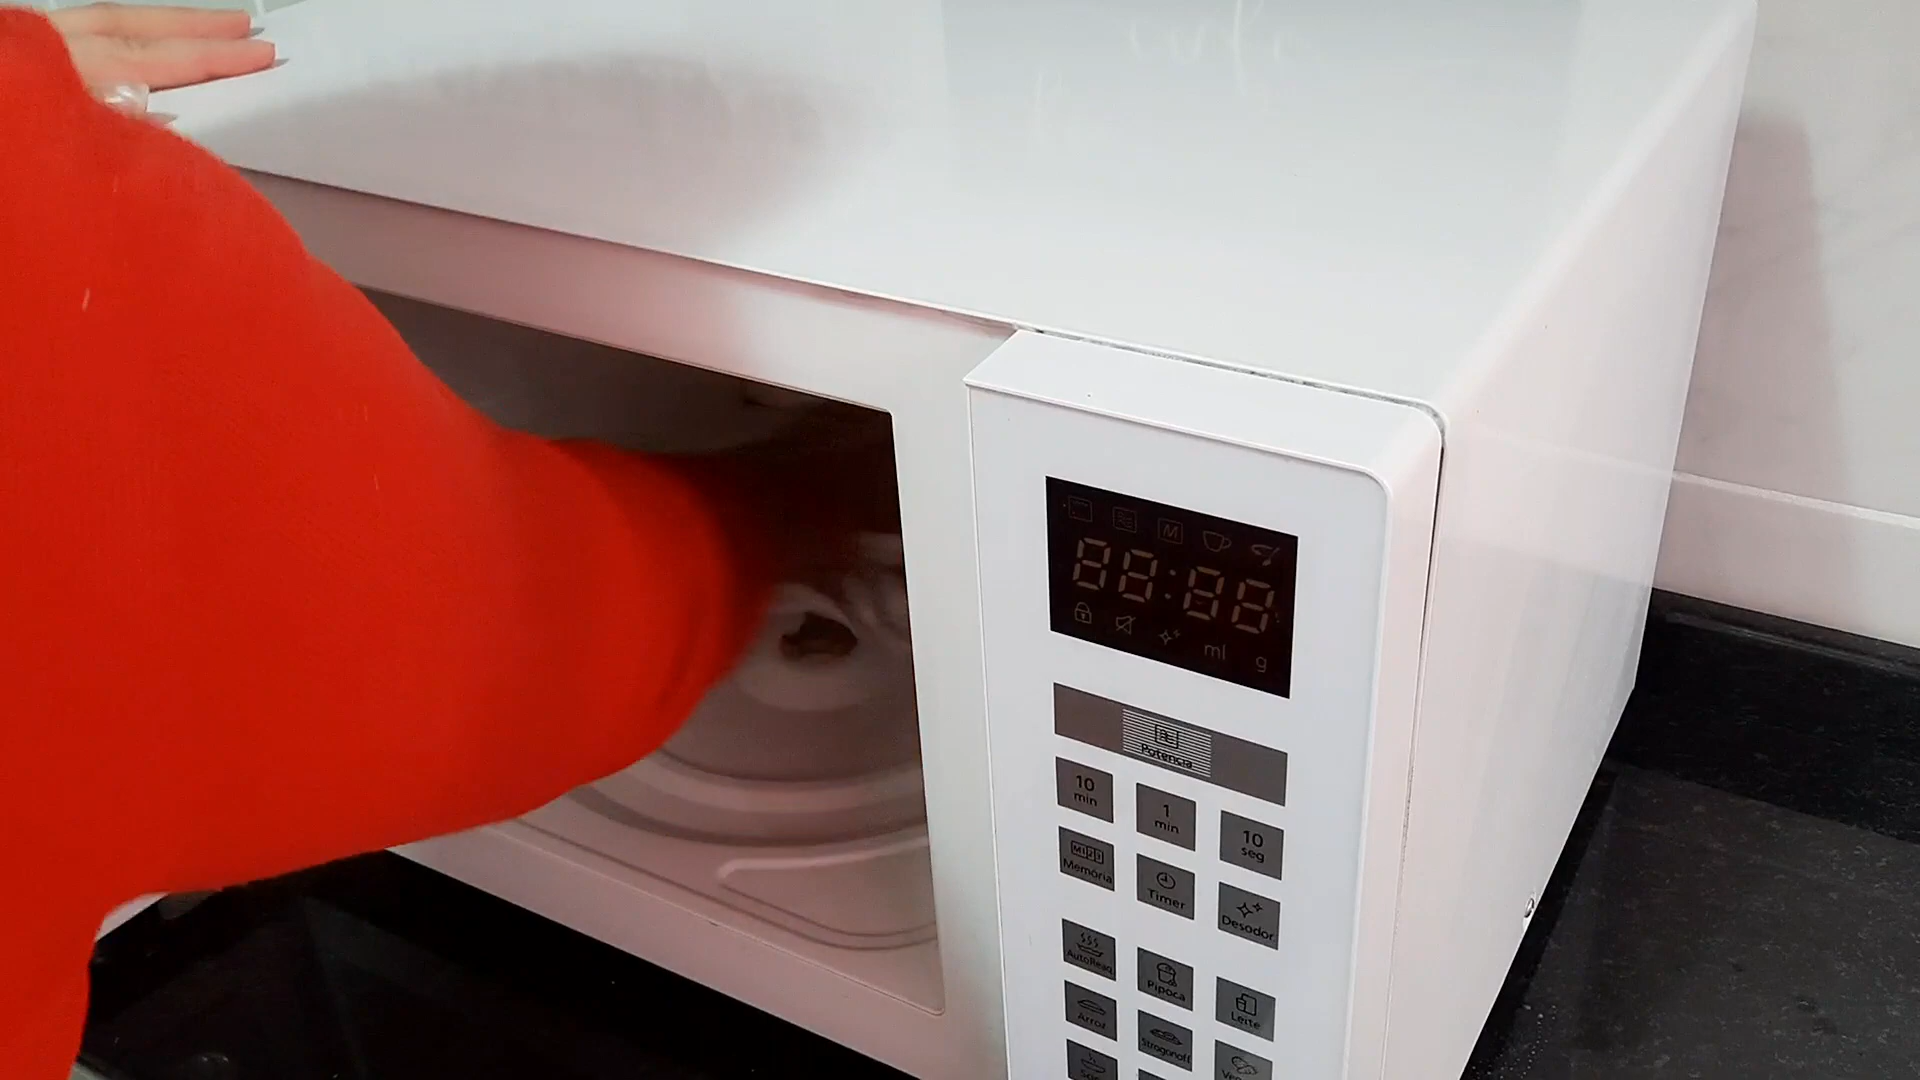 M
88:88
ml g
Potência
10 min
1 min
10 seg
Memória
Timer
Desodor
AutoReaq
Pipoca
Leite
Arroz
Strogonoff